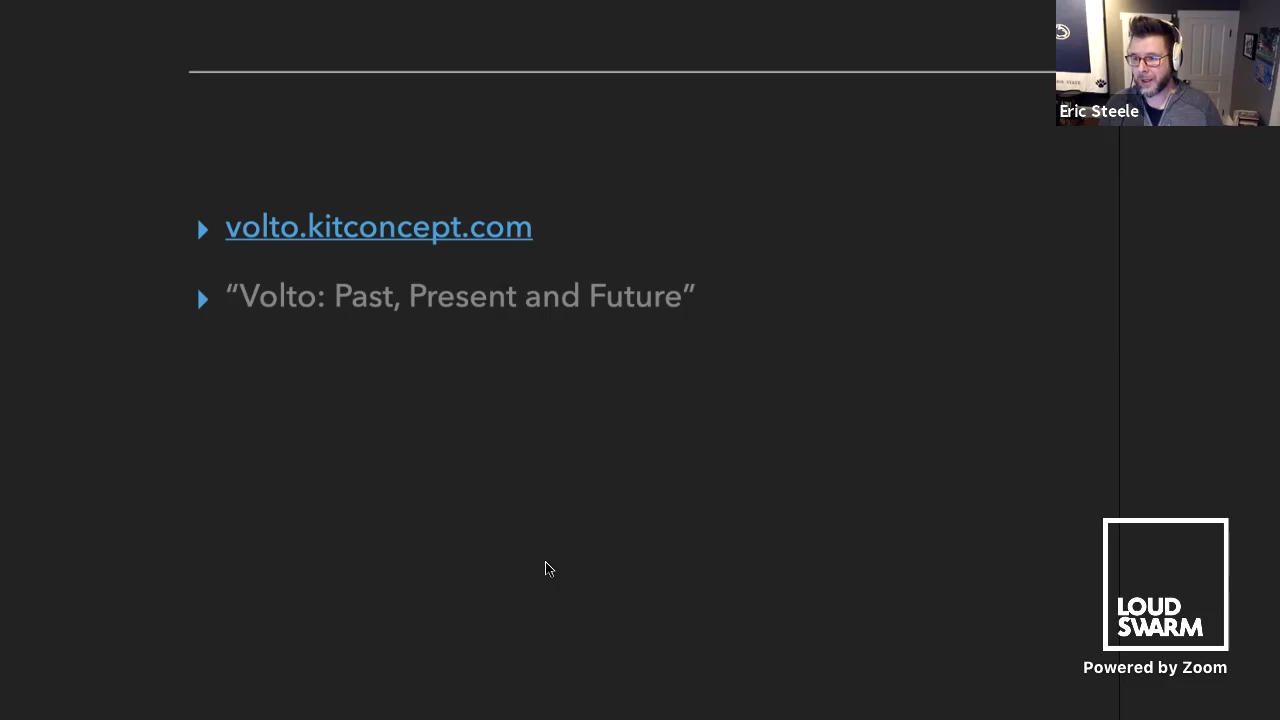 Eric Steele
volto.kitconcept.com
“Volto: Past, Present and Future”
LOUD
SWARM
Powered by Zoom